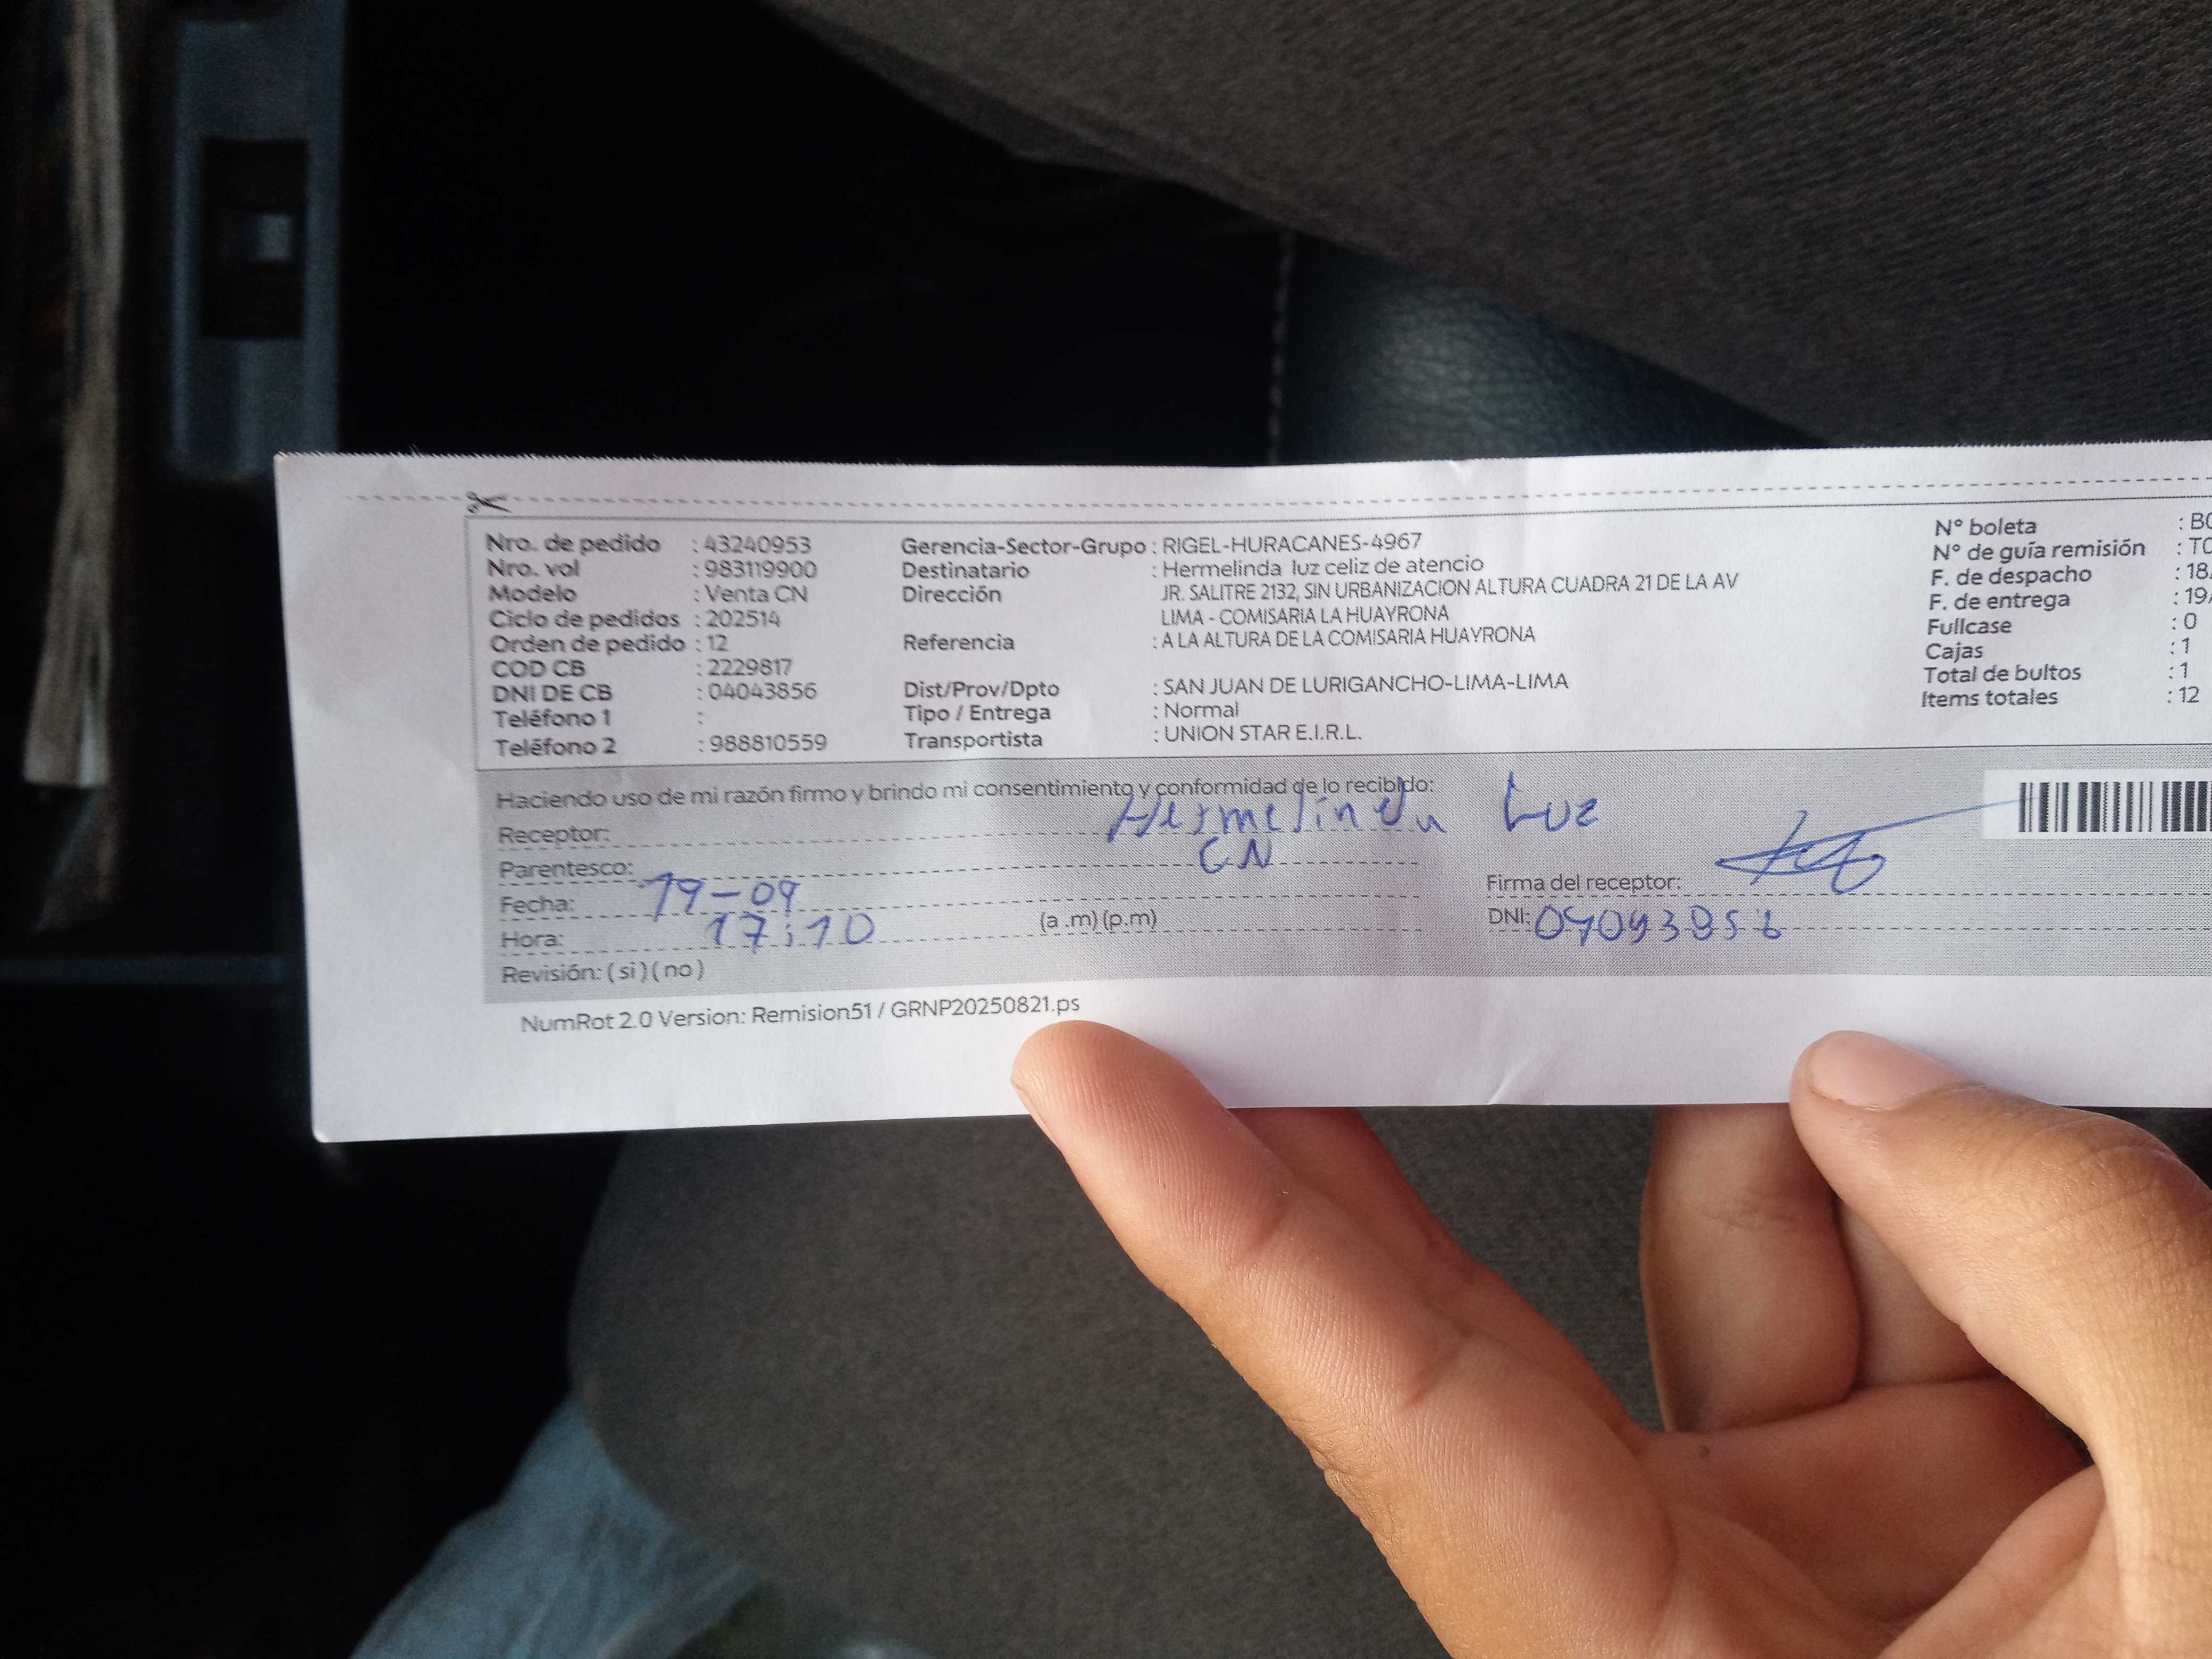 Nro. de pedido : 43240953
Nro. vol : 983119900
Modelo : Venta CN
Ciclo de pedidos : 202514
Orden de pedido : 12
COD CB : 2229817
DNI DE CB : 04043856
Teléfono 1 :
Teléfono 2 : 988810559
Gerencia-Sector-Grupo : RIGEL-HURACANES-4967
Destinatario : Hermelinda luz celiz de atencio
Dirección JR. SALITRE 2132, SIN URBANIZACION ALTURA CUADRA 21 DE LA AV
LIMA - COMISARIA LA HUAYRONA
Referencia : A LA ALTURA DE LA COMISARIA HUAYRONA
Dist/Prov/Dpto : SAN JUAN DE LURIGANCHO-LIMA-LIMA
Tipo / Entrega : Normal
Transportista : UNION STAR E.I.R.L.
N° boleta : B0
N° de guía remisión : T0
F. de despacho : 18.
F. de entrega : 19
Fullcase : 0
Cajas : 1
Total de bultos : 1
Items totales : 12
Haciendo uso de mi razón firmo y brindo mi consentimiento y conformidad de lo recibido:
Receptor: Hermelinda Luz
Parentesco: CN
Fecha: 19-09
Hora: 17:10 (a .m) (p.m)
Revisión: ( si ) ( no )
Firma del receptor:
DNI: 04043856
NumRot 2.0 Version: Remision51 / GRNP20250821.ps